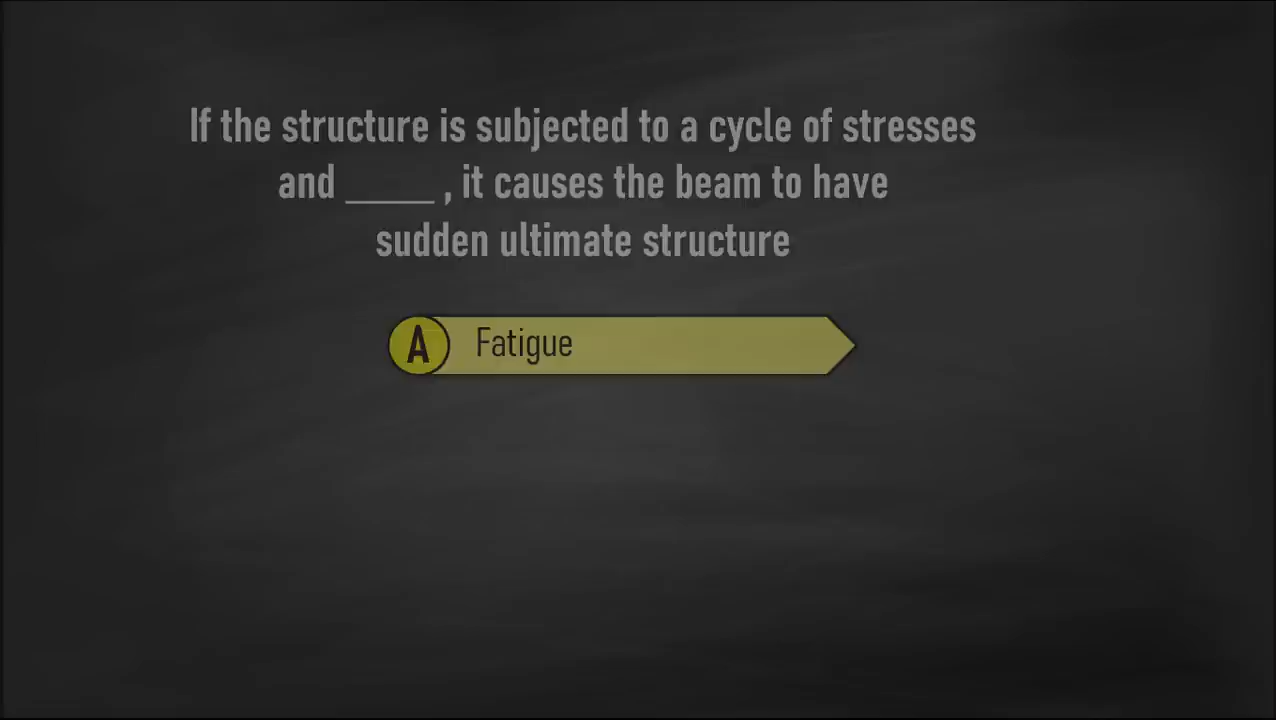 If the structure is subjected to a cycle of stresses
and _____ , it causes the beam to have
sudden ultimate structure
A Fatigue